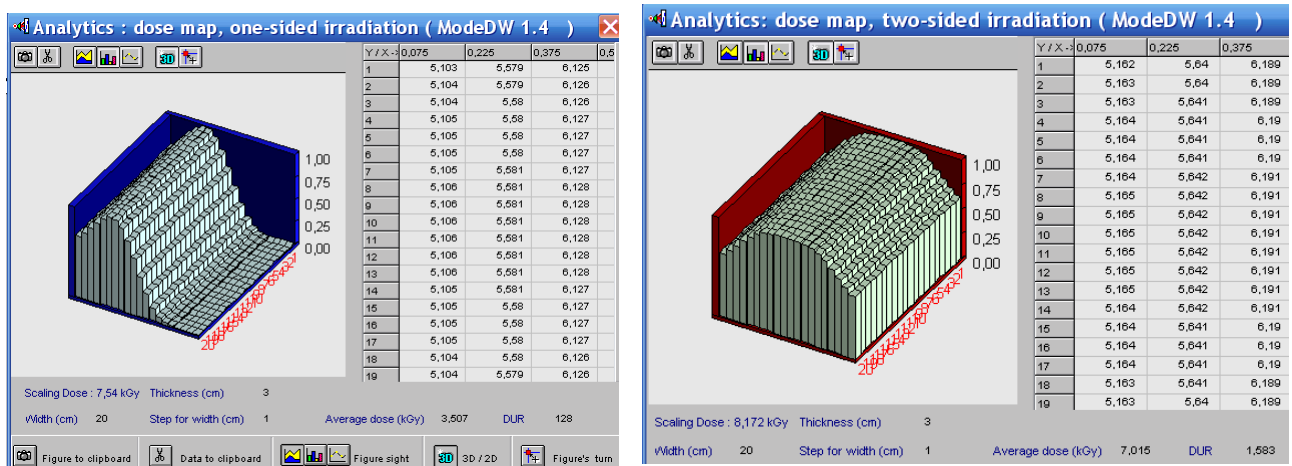 Analytics : dose map, one-sided irradiation ( ModeDW 1.4 )
3D
Y / X -> 0,075 0,225 0,375 0,5
1 5,103 5,579 6,125
2 5,104 5,579 6,126
3 5,104 5,58 6,126
4 5,105 5,58 6,127
5 5,105 5,58 6,127
6 5,105 5,58 6,127
7 5,105 5,581 6,127
8 5,106 5,581 6,128
9 5,106 5,581 6,128
10 5,106 5,581 6,128
11 5,106 5,581 6,128
12 5,106 5,581 6,128
13 5,106 5,581 6,128
14 5,105 5,581 6,127
15 5,105 5,58 6,127
16 5,105 5,58 6,127
17 5,105 5,58 6,127
18 5,104 5,58 6,126
19 5,104 5,579 6,126
1,00
0,75
0,50
0,25
0,00
Scaling Dose : 7,54 kGy Thickness (cm) 3
Width (cm) 20 Step for width (cm) 1 Average dose (kGy) 3,507 DUR 128
Figure to clipboard Data to clipboard Figure sight 3D 3D / 2D Figure's turn
Analytics: dose map, two-sided irradiation ( ModeDW 1.4 )
3D
Y / X -> 0,075 0,225 0,375
1 5,162 5,64 6,189
2 5,163 5,64 6,189
3 5,163 5,641 6,189
4 5,164 5,641 6,19
5 5,164 5,641 6,19
6 5,164 5,641 6,19
7 5,164 5,642 6,191
8 5,165 5,642 6,191
9 5,165 5,642 6,191
10 5,165 5,642 6,191
11 5,165 5,642 6,191
12 5,165 5,642 6,191
13 5,165 5,642 6,191
14 5,164 5,642 6,191
15 5,164 5,641 6,19
16 5,164 5,641 6,19
17 5,164 5,641 6,19
18 5,163 5,641 6,189
19 5,163 5,64 6,189
1,00
0,75
0,50
0,25
0,00
Scaling Dose : 8,172 kGy Thickness (cm) 3
Width (cm) 20 Step for width (cm) 1 Average dose (kGy) 7,015 DUR 1,583